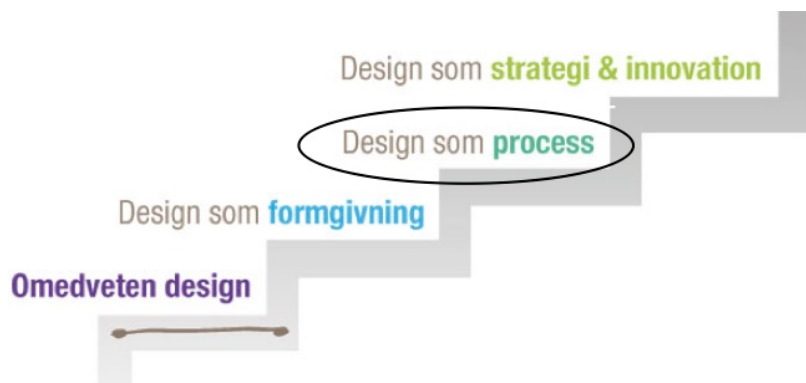 Design som strategi & innovation
Design som process
Design som formgivning
Omedveten design